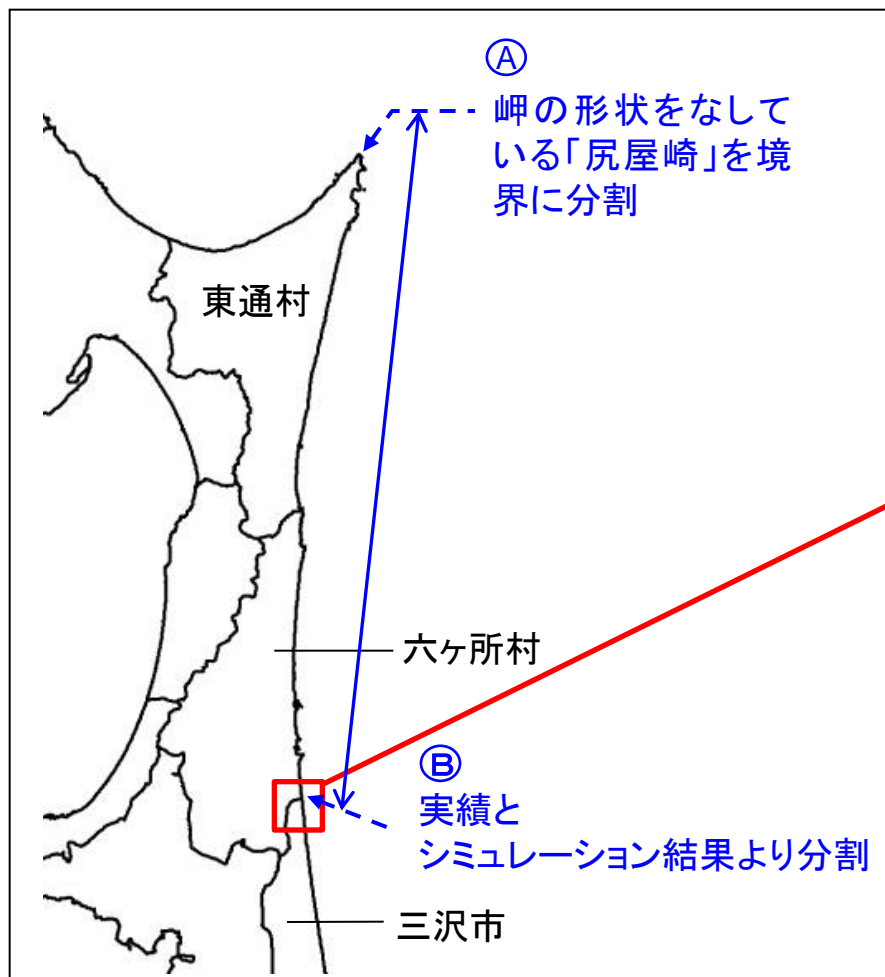 Ⓐ
岬の形状をなして
いる「尻屋崎」を境
界に分割
東通村
六ヶ所村
Ⓑ
実績と
シミュレーション結果より分割
三沢市